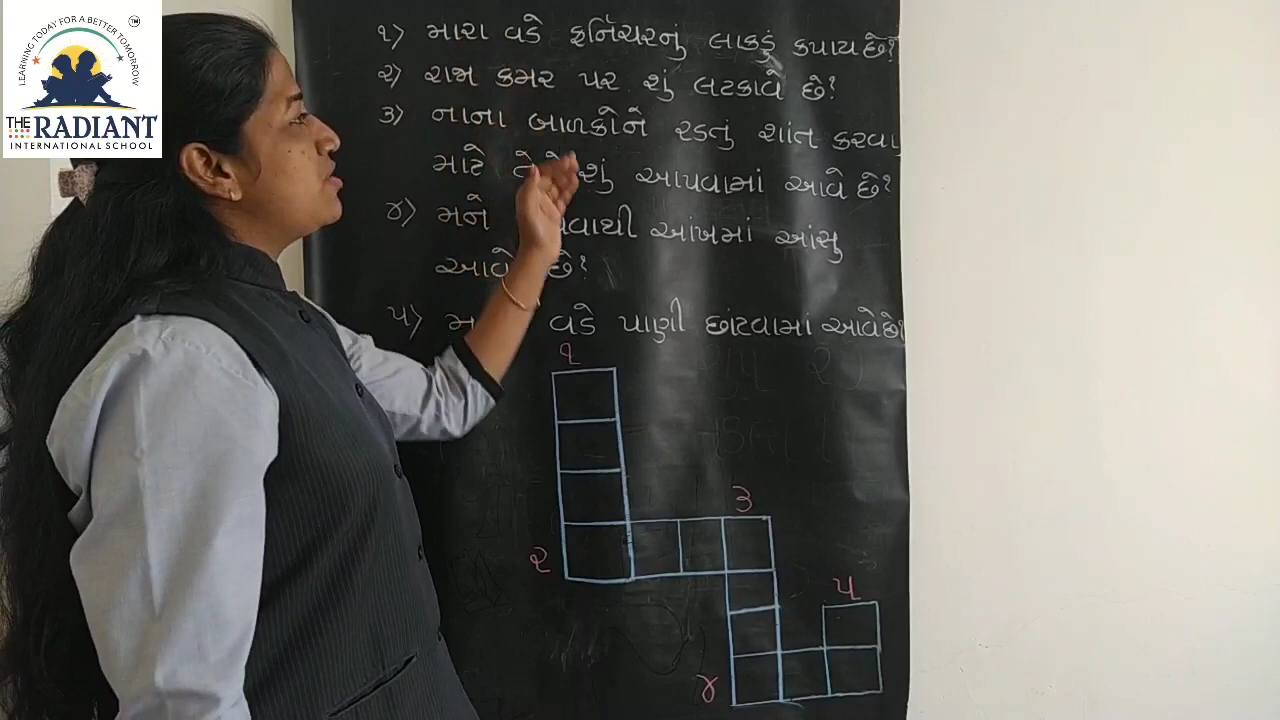 LEARNING TODAY FOR A BETTER TOMORROW
TM
THE RADIANT
INTERNATIONAL SCHOOL
૧) મારા વડે ફર્નિચરનું લાકડું કપાય છે?
૨) રામ કમર પર શું લટકાવે છે?
૩) નાના બાળકોને રડતું શાંત કરવા
માટે શું આપવામાં આવે છે?
૪) મને આંખમાં આંસુ
આવે છે?
૫) વડે પાણી છાંટવામાં આવે છે?
૧
૩
૨
૫
૪